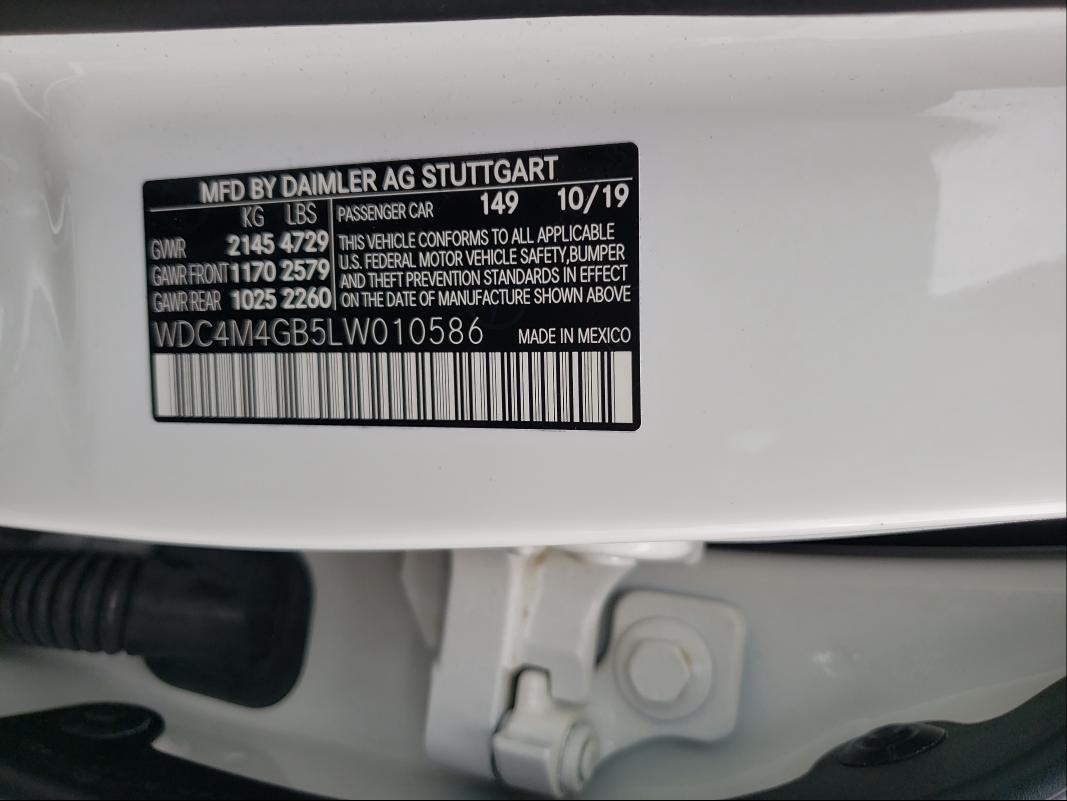 MFD BY DAIMLER AG STUTTGART
KG LBS
GVWR 2145 4729
GAWR FRONT 1170 2579
GAWR REAR 1025 2260
PASSENGER CAR 149 10/19
THIS VEHICLE CONFORMS TO ALL APPLICABLE
U.S. FEDERAL MOTOR VEHICLE SAFETY,BUMPER
AND THEFT PREVENTION STANDARDS IN EFFECT
ON THE DATE OF MANUFACTURE SHOWN ABOVE
WDC4M4GB5LW010586 MADE IN MEXICO